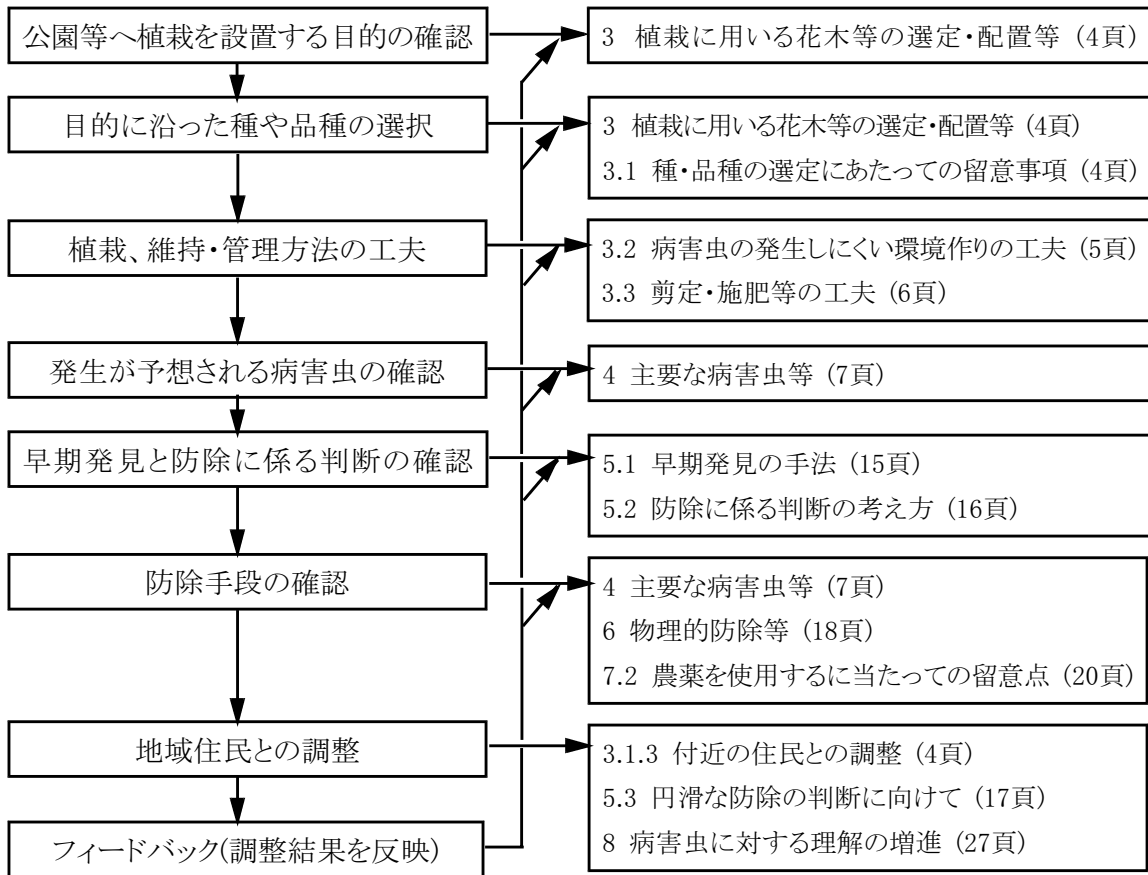 公園等へ植栽を設置する目的の確認
3 植栽に用いる花木等の選定・配置等 (4頁)
目的に沿った種や品種の選択
3 植栽に用いる花木等の選定・配置等 (4頁)
3.1 種・品種の選定にあたっての留意事項 (4頁)
植栽、維持・管理方法の工夫
3.2 病害虫の発生しにくい環境作りの工夫 (5頁)
3.3 剪定・施肥等の工夫 (6頁)
発生が予想される病害虫の確認
4 主要な病害虫等 (7頁)
早期発見と防除に係る判断の確認
5.1 早期発見の手法 (15頁)
5.2 防除に係る判断の考え方 (16頁)
防除手段の確認
4 主要な病害虫等 (7頁)
6 物理的防除等 (18頁)
7.2 農薬を使用するに当たっての留意点 (20頁)
地域住民との調整
3.1.3 付近の住民との調整 (4頁)
5.3 円滑な防除の判断に向けて (17頁)
8 病害虫に対する理解の増進 (27頁)
フィードバック(調整結果を反映)